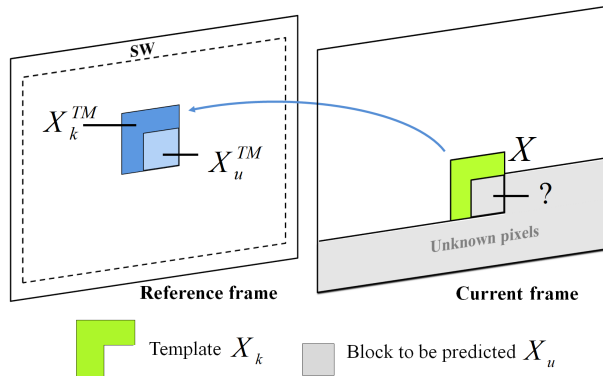 SW
X_k^{TM}
X_u^{TM}
X
?
Unknown pixels
Reference frame
Current frame
Template X_k
Block to be predicted X_u